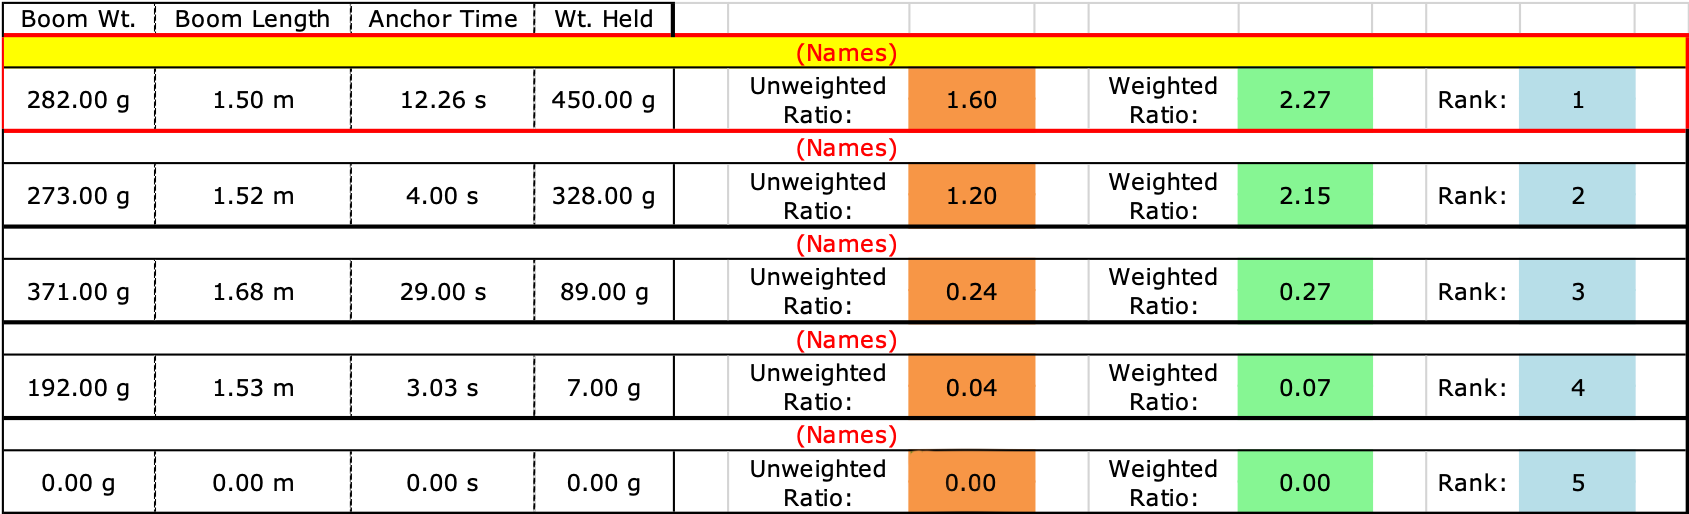 Boom Wt. Boom Length Anchor Time Wt. Held
(Names)
282.00 g 1.50 m 12.26 s 450.00 g Unweighted Ratio: 1.60 Weighted Ratio: 2.27 Rank: 1
(Names)
273.00 g 1.52 m 4.00 s 328.00 g Unweighted Ratio: 1.20 Weighted Ratio: 2.15 Rank: 2
(Names)
371.00 g 1.68 m 29.00 s 89.00 g Unweighted Ratio: 0.24 Weighted Ratio: 0.27 Rank: 3
(Names)
192.00 g 1.53 m 3.03 s 7.00 g Unweighted Ratio: 0.04 Weighted Ratio: 0.07 Rank: 4
(Names)
0.00 g 0.00 m 0.00 s 0.00 g Unweighted Ratio: 0.00 Weighted Ratio: 0.00 Rank: 5